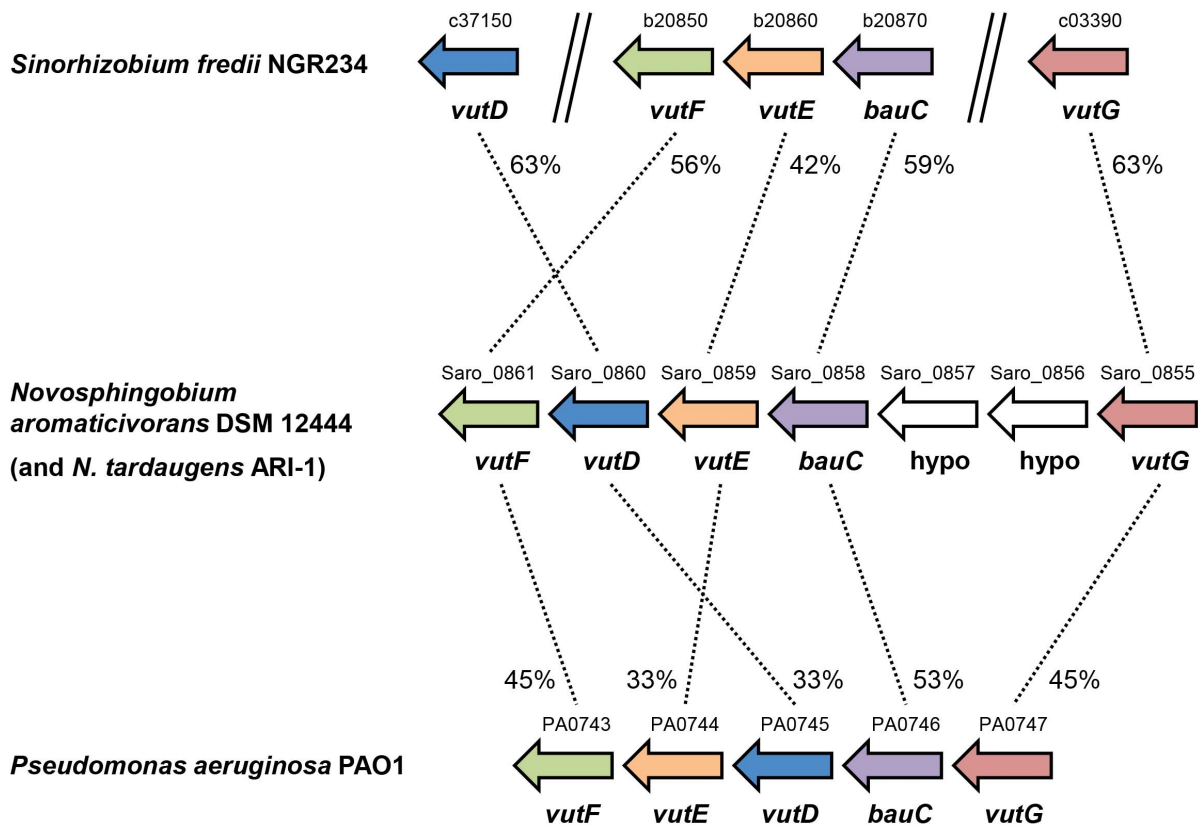 c37150 b20850 b20860 b20870 c03390
Sinorhizobium fredii NGR234
vutD vutF vutE bauC vutG
63% 56% 42% 59% 63%
Saro_0861 Saro_0860 Saro_0859 Saro_0858 Saro_0857 Saro_0856 Saro_0855
Novosphingobium
aromaticivorans DSM 12444
(and N. tardaugens ARI-1)
vutF vutD vutE bauC hypo hypo vutG
45% 33% 33% 53% 45%
PA0743 PA0744 PA0745 PA0746 PA0747
Pseudomonas aeruginosa PAO1
vutF vutE vutD bauC vutG